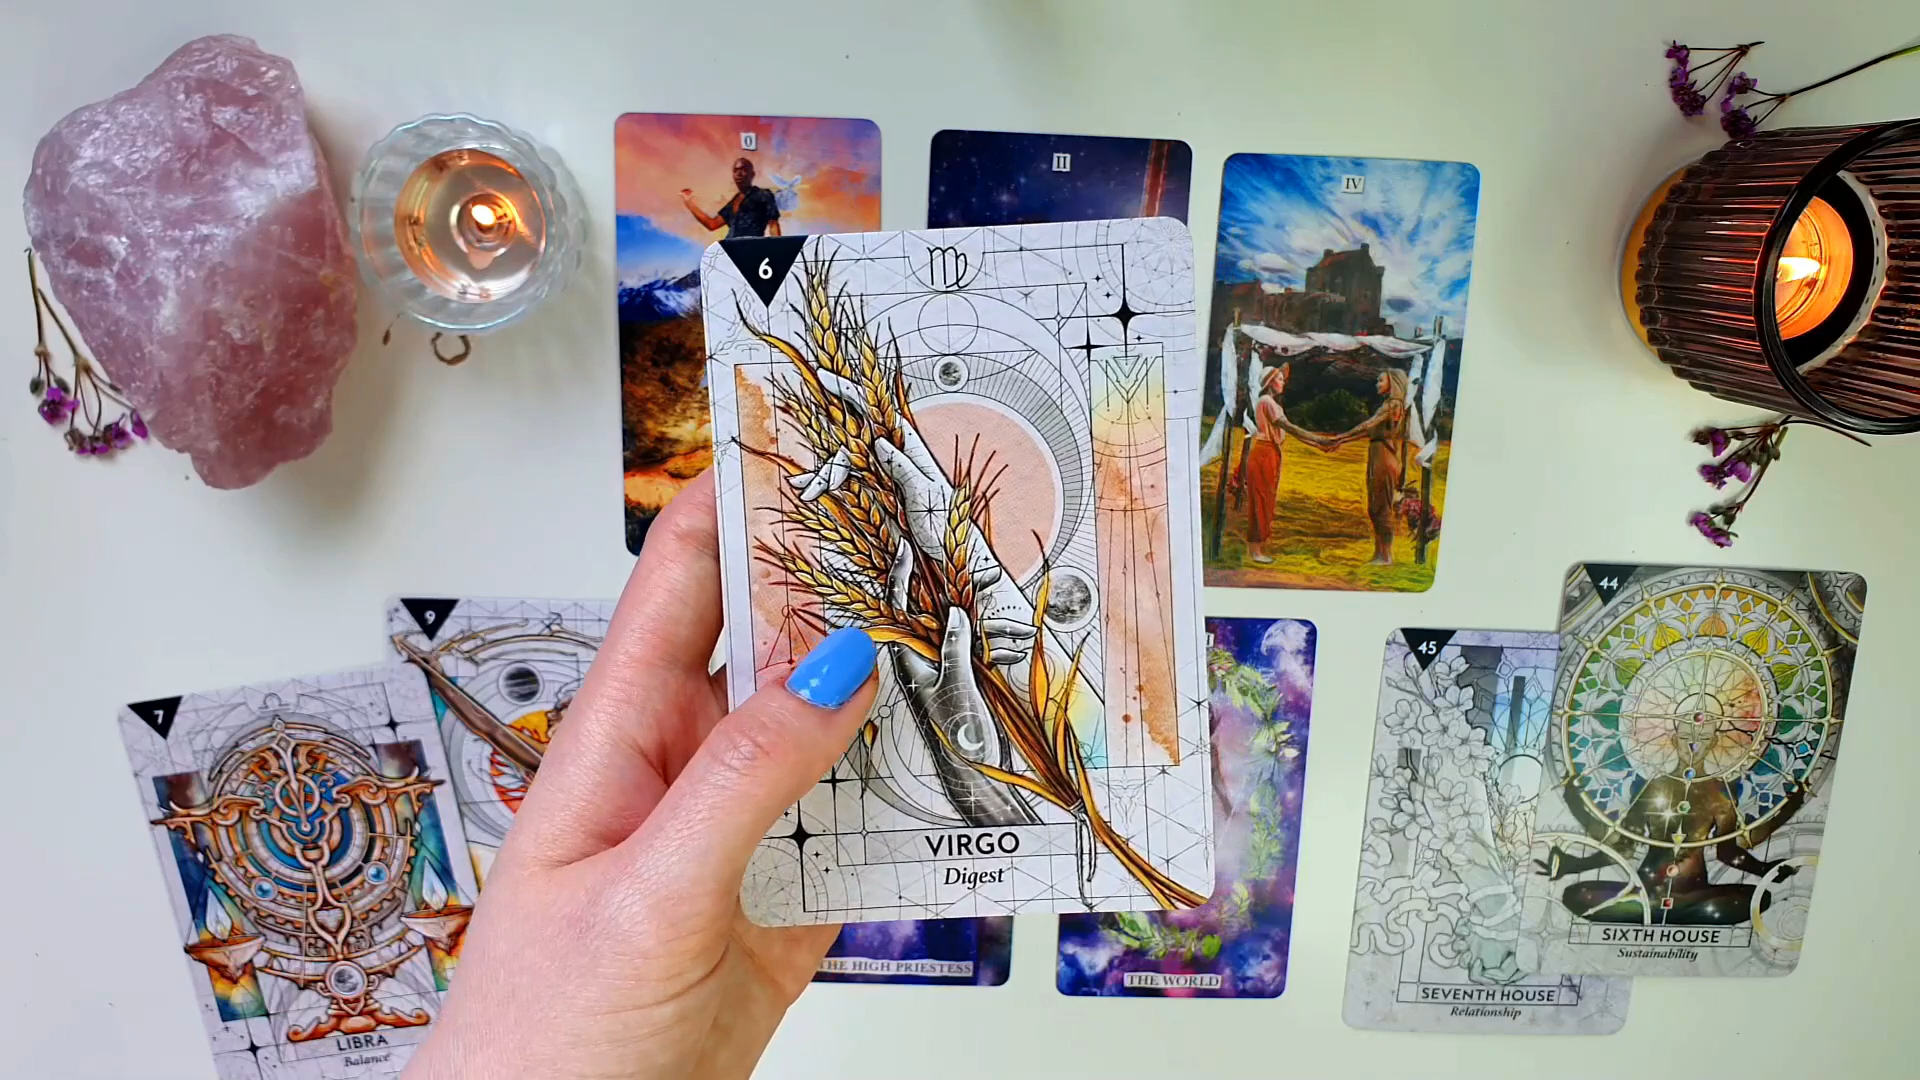 0
II
IV
6
VIRGO
Digest
9
7
LIBRA
Balance
THE HIGH PRIESTESS
THE WORLD
45
SEVENTH HOUSE
Relationship
44
SIXTH HOUSE
Sustainability